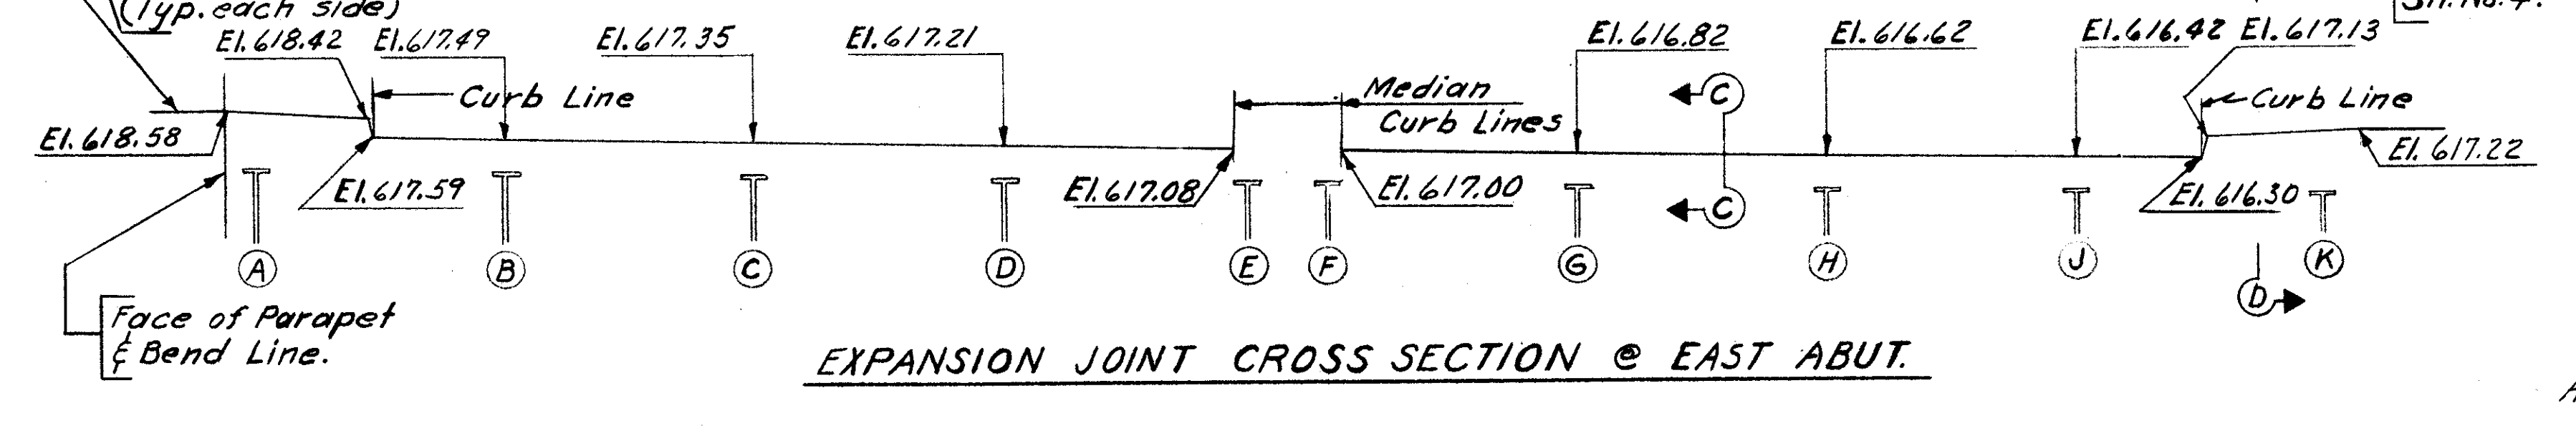 (Typ. each side)
El. 618.42 El. 617.49 El. 617.35 El. 617.21 El. 616.82 El. 616.62 El. 616.42 El. 617.13
Curb Line
Median
Curb Lines
C
Curb Line
El. 618.58
El. 617.59
El. 617.08
El. 617.00
C
El. 616.30
El. 617.22
A B C D E F G H J K
D
Face of Parapet
& Bend Line.
EXPANSION JOINT CROSS SECTION @ EAST ABUT.